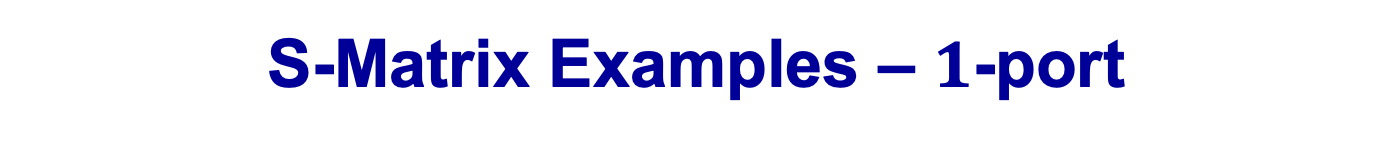 S-Matrix Examples – 1-port